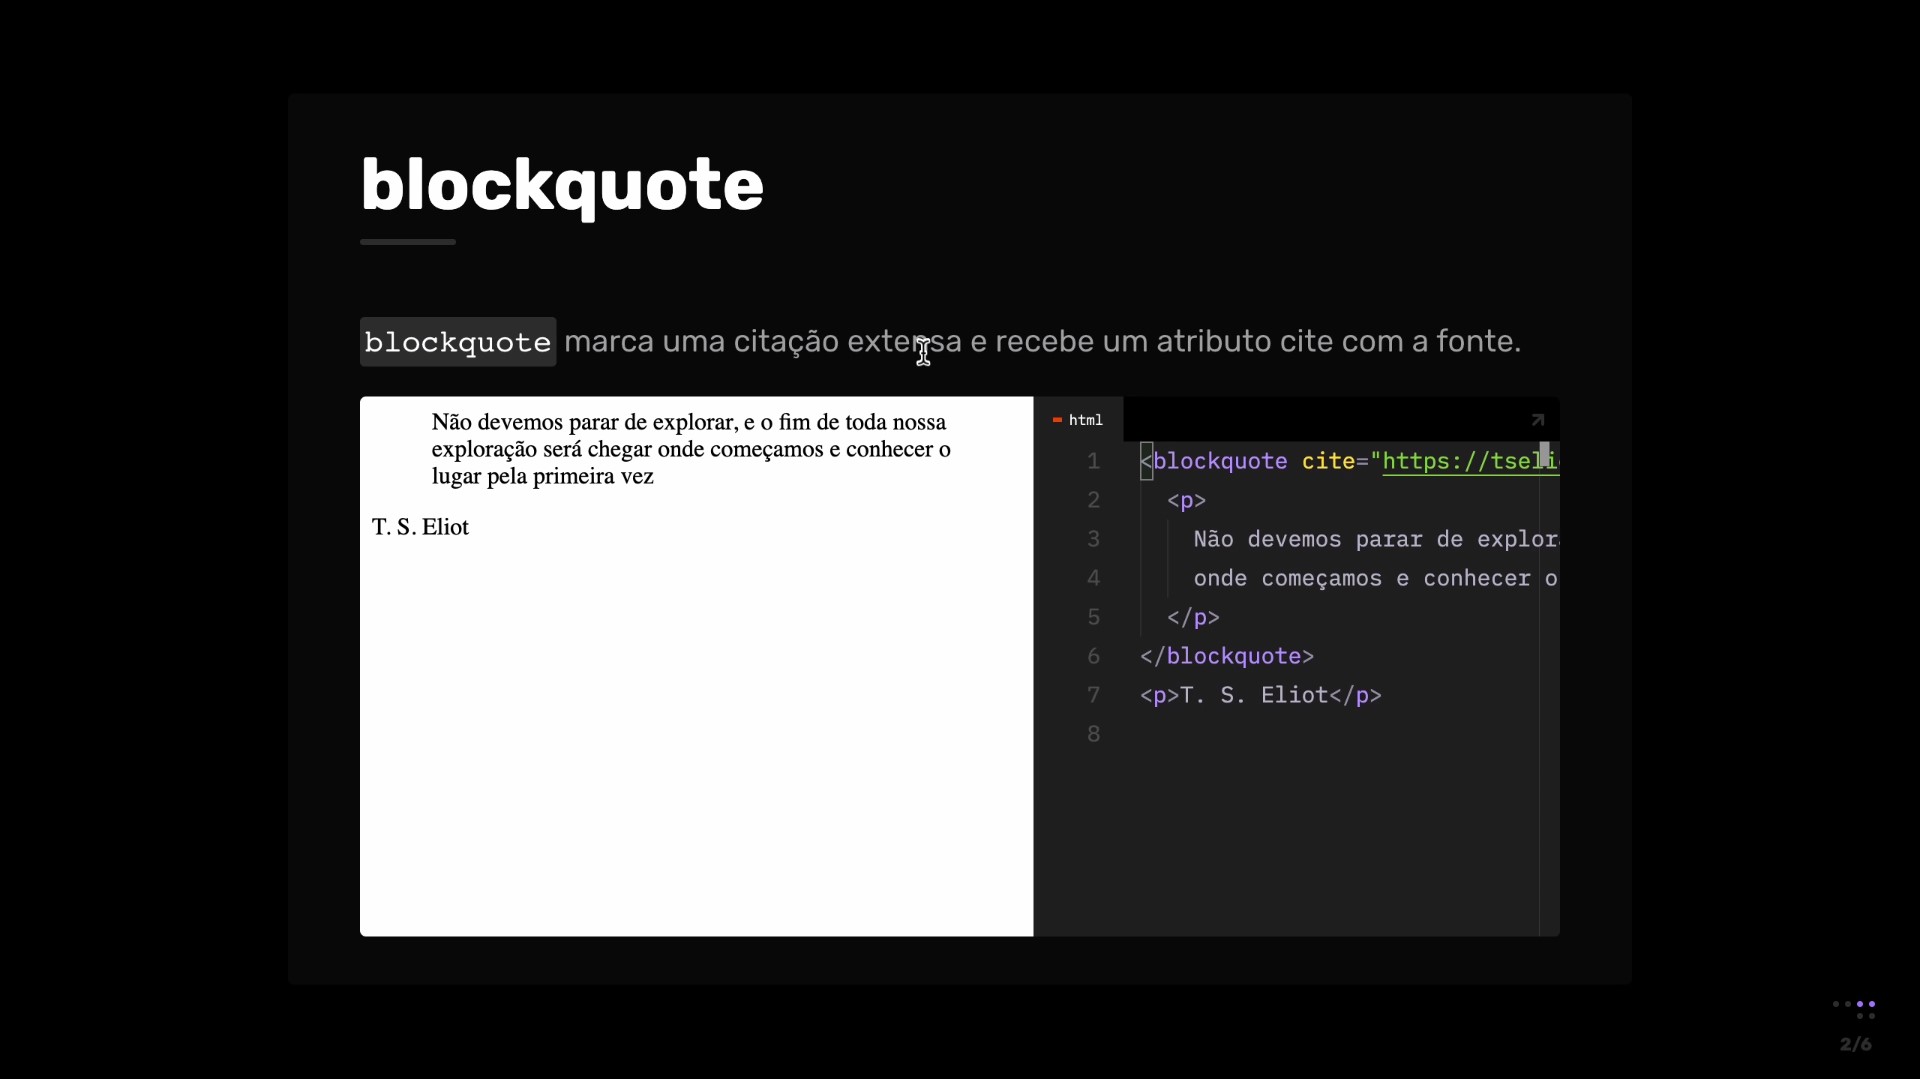 blockquote
blockquote marca uma citação extensa e recebe um atributo cite com a fonte.
Não devemos parar de explorar, e o fim de toda nossa
exploração será chegar onde começamos e conhecer o
lugar pela primeira vez
T. S. Eliot
html
1 <blockquote cite="https://tseli
2 <p>
3 Não devemos parar de explor
4 onde começamos e conhecer o
5 </p>
6 </blockquote>
7 <p>T. S. Eliot</p>
8
2/6